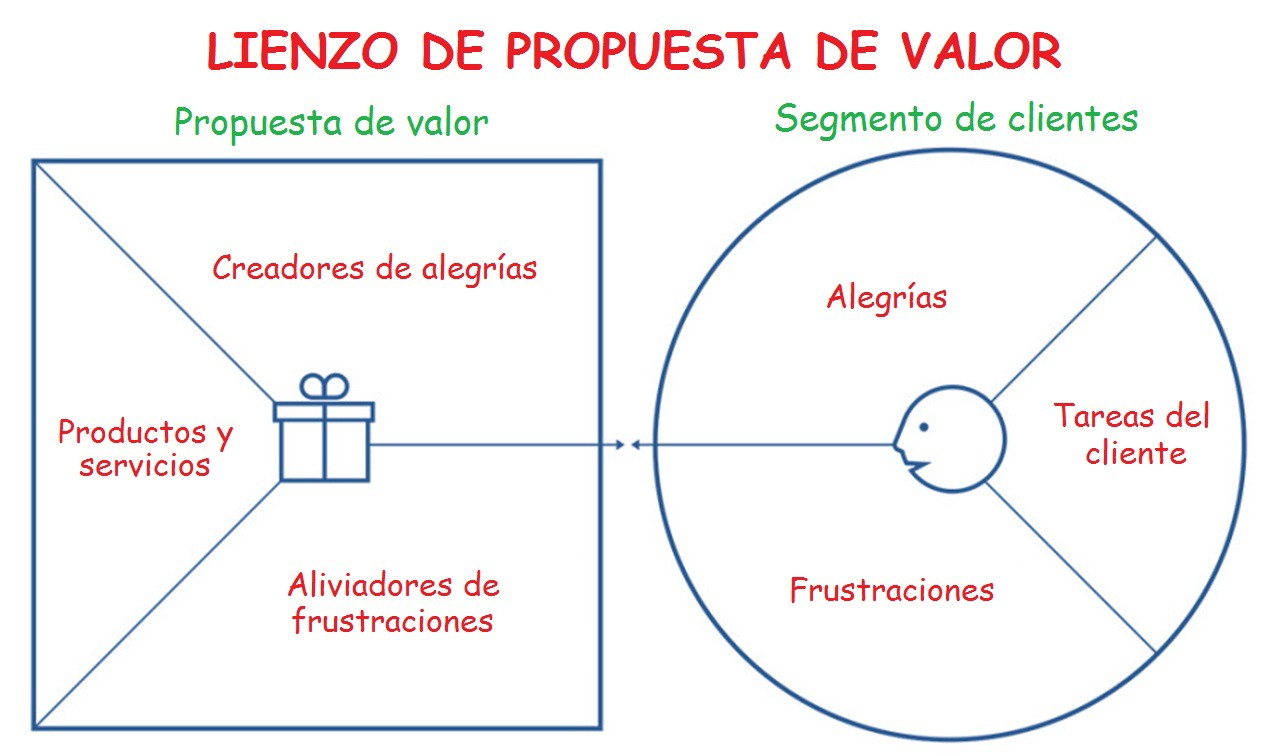 LIENZO DE PROPUESTA DE VALOR
Propuesta de valor
Segmento de clientes
Creadores de alegrías
Productos y
servicios
Aliviadores de
frustraciones
Alegrías
Tareas del
cliente
Frustraciones